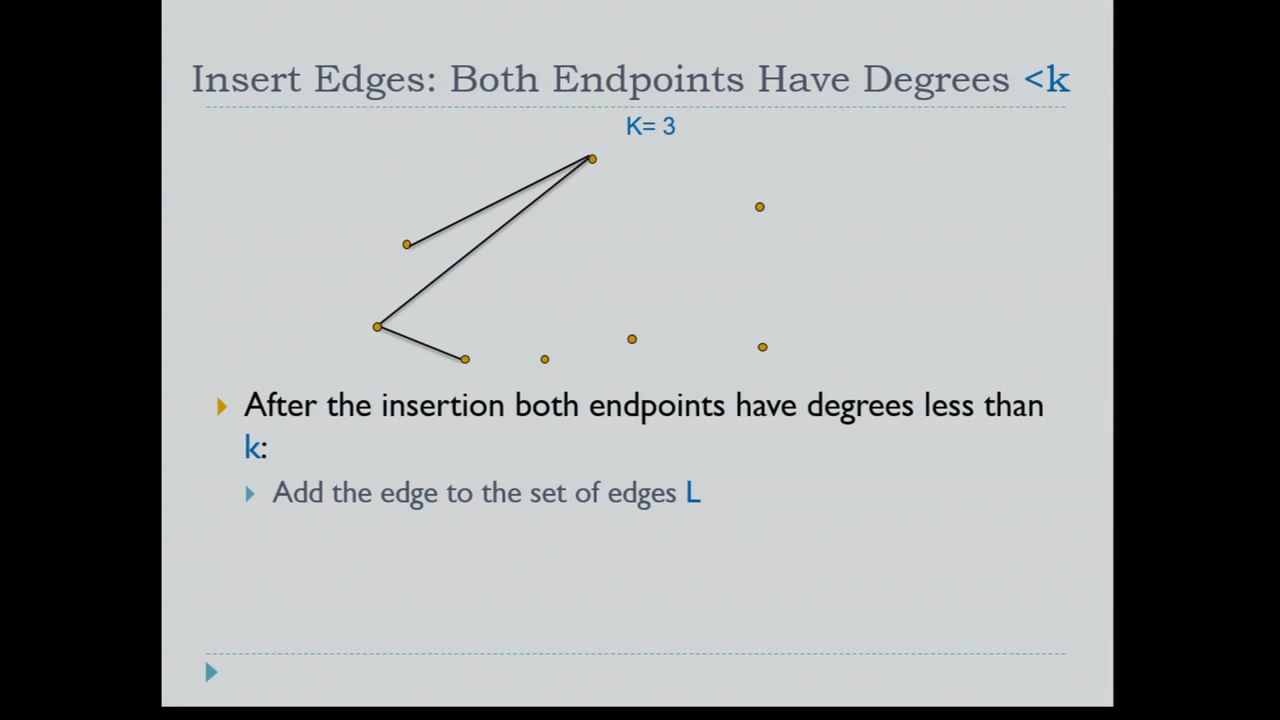 Insert Edges: Both Endpoints Have Degrees <k
K= 3
After the insertion both endpoints have degrees less than
k:
Add the edge to the set of edges L